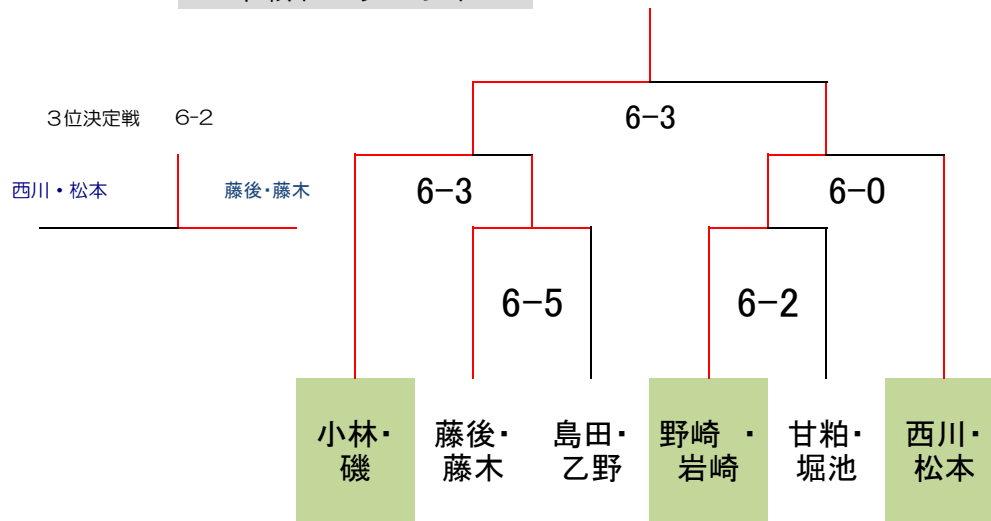 6-3
３位決定戦 6-2
西川・松本 藤後・藤木
6-3 6-0
6-5 6-2
小林・
磯
藤後・
藤木
島田・
乙野
野崎 ・
岩崎
甘粕・
堀池
西川・
松本